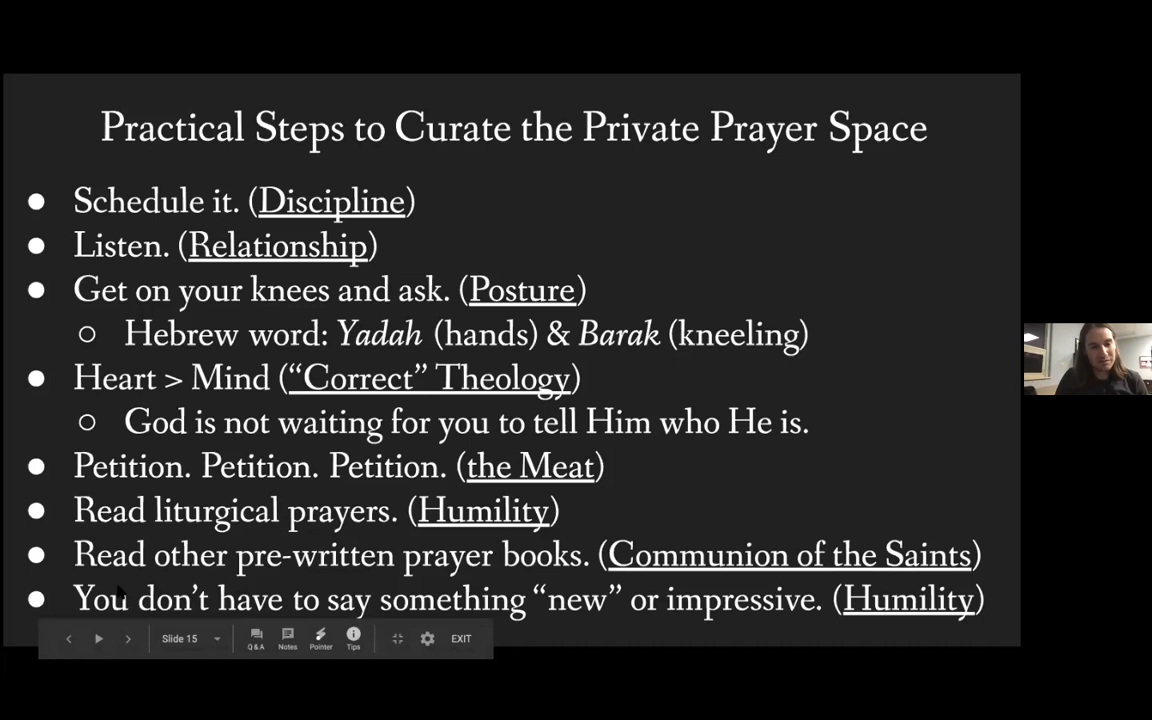 Practical Steps to Curate the Private Prayer Space
● Schedule it. (Discipline)
● Listen. (Relationship)
● Get on your knees and ask. (Posture)
○ Hebrew word: Yadah (hands) & Barak (kneeling)
● Heart > Mind (“Correct” Theology)
○ God is not waiting for you to tell Him who He is.
● Petition. Petition. Petition. (the Meat)
● Read liturgical prayers. (Humility)
● Read other pre-written prayer books. (Communion of the Saints)
● You don’t have to say something “new” or impressive. (Humility)
Slide 15 Q & A Notes Pointer Tips EXIT